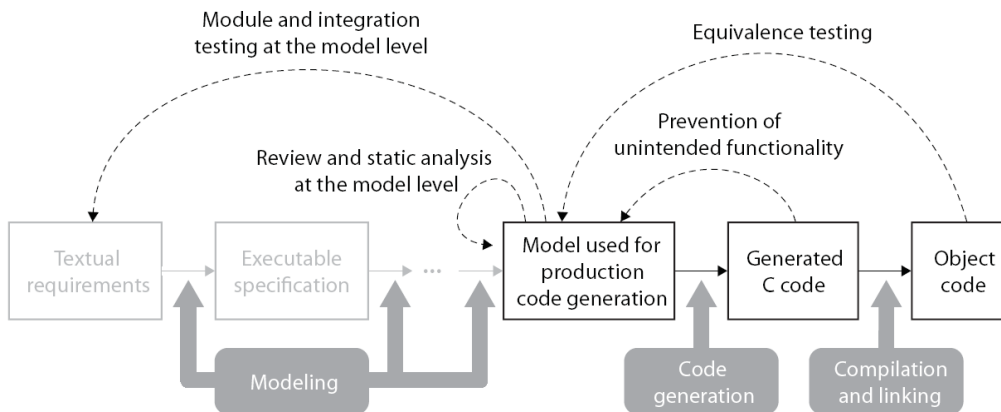 Module and integration
testing at the model level
Equivalence testing
Prevention of
unintended functionality
Review and static analysis
at the model level
Textual
requirements
Executable
specification
...
Model used for
production
code generation
Generated
C code
Object
code
Modeling
Code
generation
Compilation
and linking